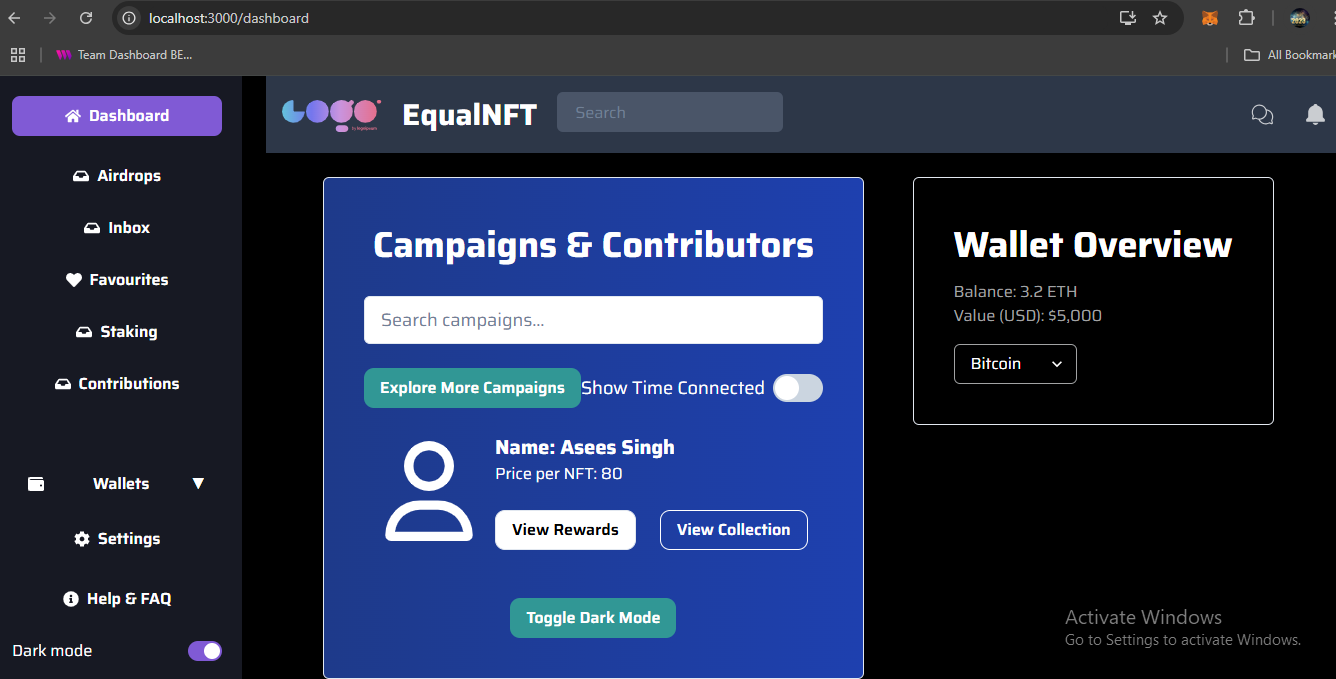 localhost:3000/dashboard
Team Dashboard BE...
All Bookmark
Dashboard
Airdrops
Inbox
Favourites
Staking
Contributions
Wallets ▼
Settings
Help & FAQ
Dark mode
EqualNFT
Search
Campaigns & Contributors
Search campaigns...
Explore More Campaigns
Show Time Connected
Name: Asees Singh
Price per NFT: 80
View Rewards
View Collection
Toggle Dark Mode
Wallet Overview
Balance: 3.2 ETH
Value (USD): $5,000
Bitcoin
Activate Windows
Go to Settings to activate Windows.